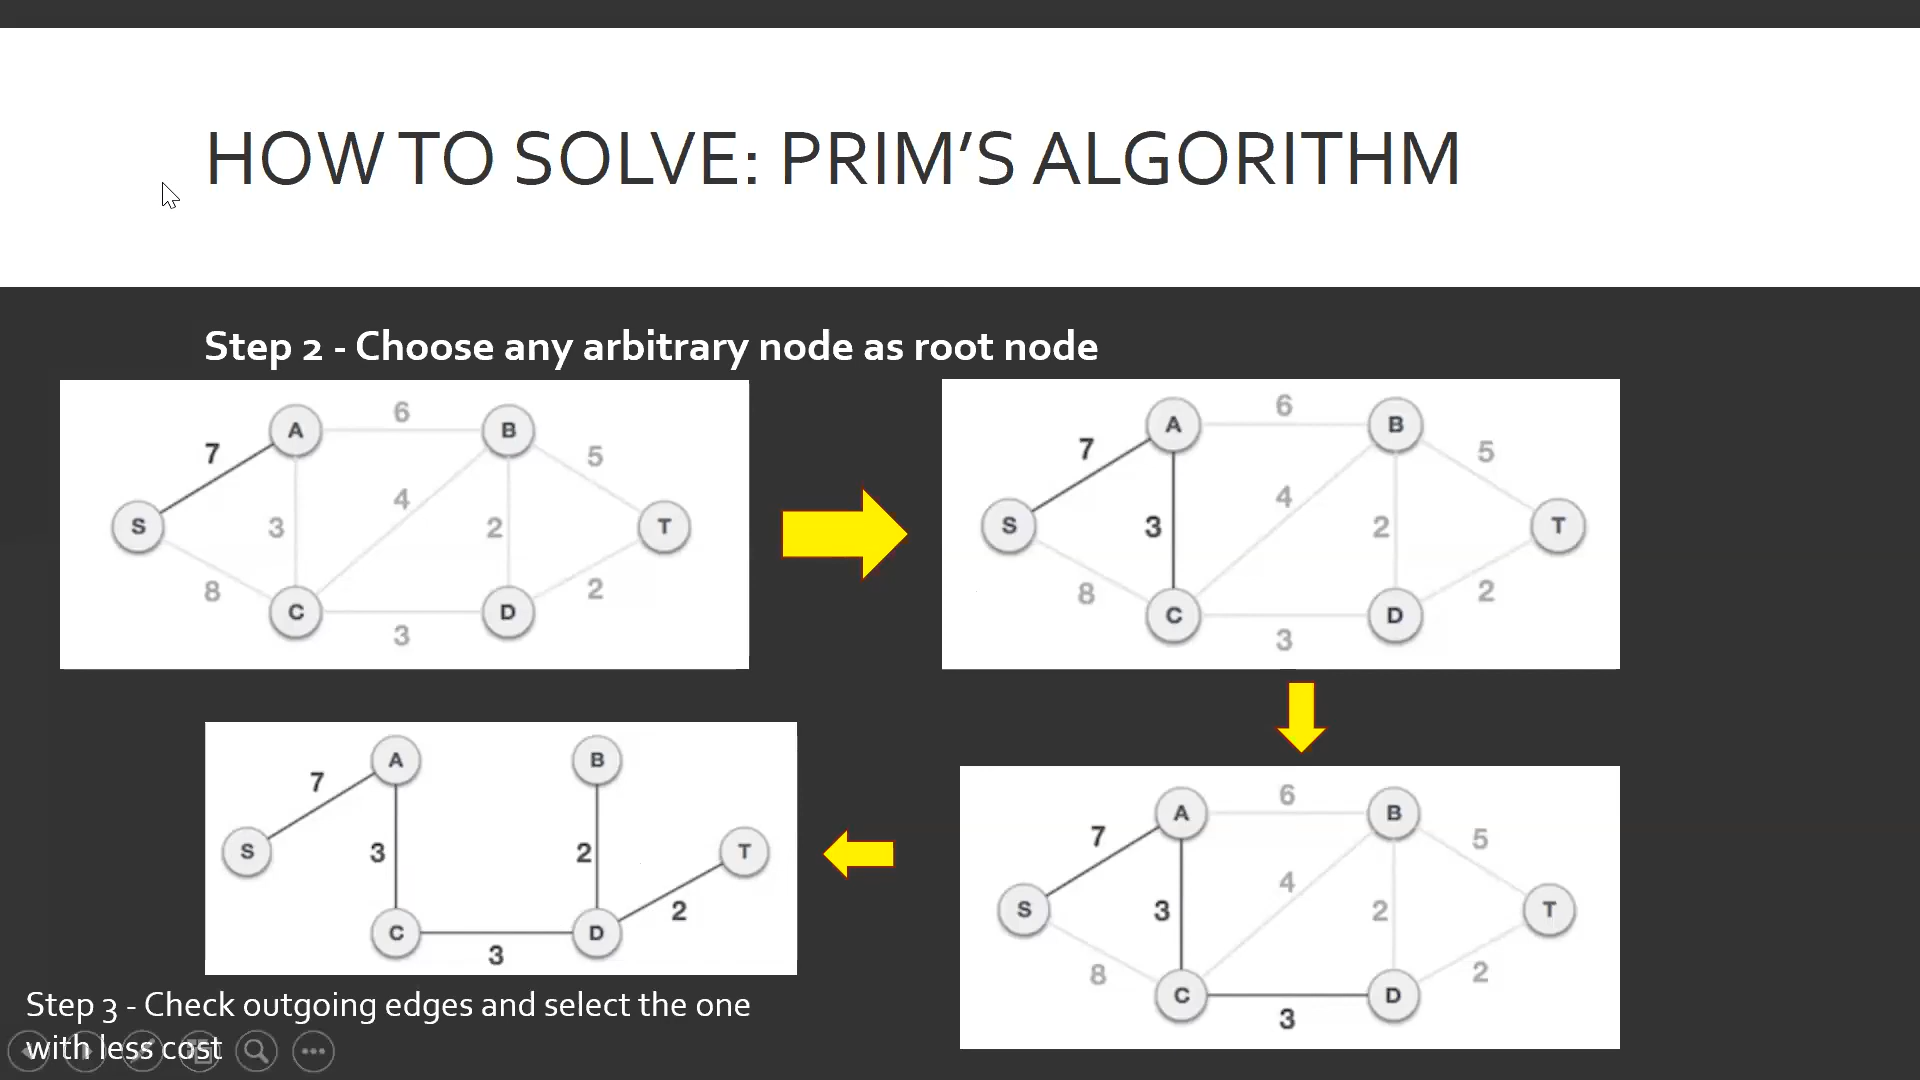 HOW TO SOLVE: PRIM'S ALGORITHM
Step 2 - Choose any arbitrary node as root node
A 6 B
7 5
S 3 4 2 T
8 2
C 3 D
A 6 B
7 5
S 3 4 2 T
8 2
C 3 D
A B
7
S 3 2 T
2
C 3 D
A 6 B
7 5
S 3 4 2 T
8 2
C 3 D
Step 3 - Check outgoing edges and select the one
with less cost